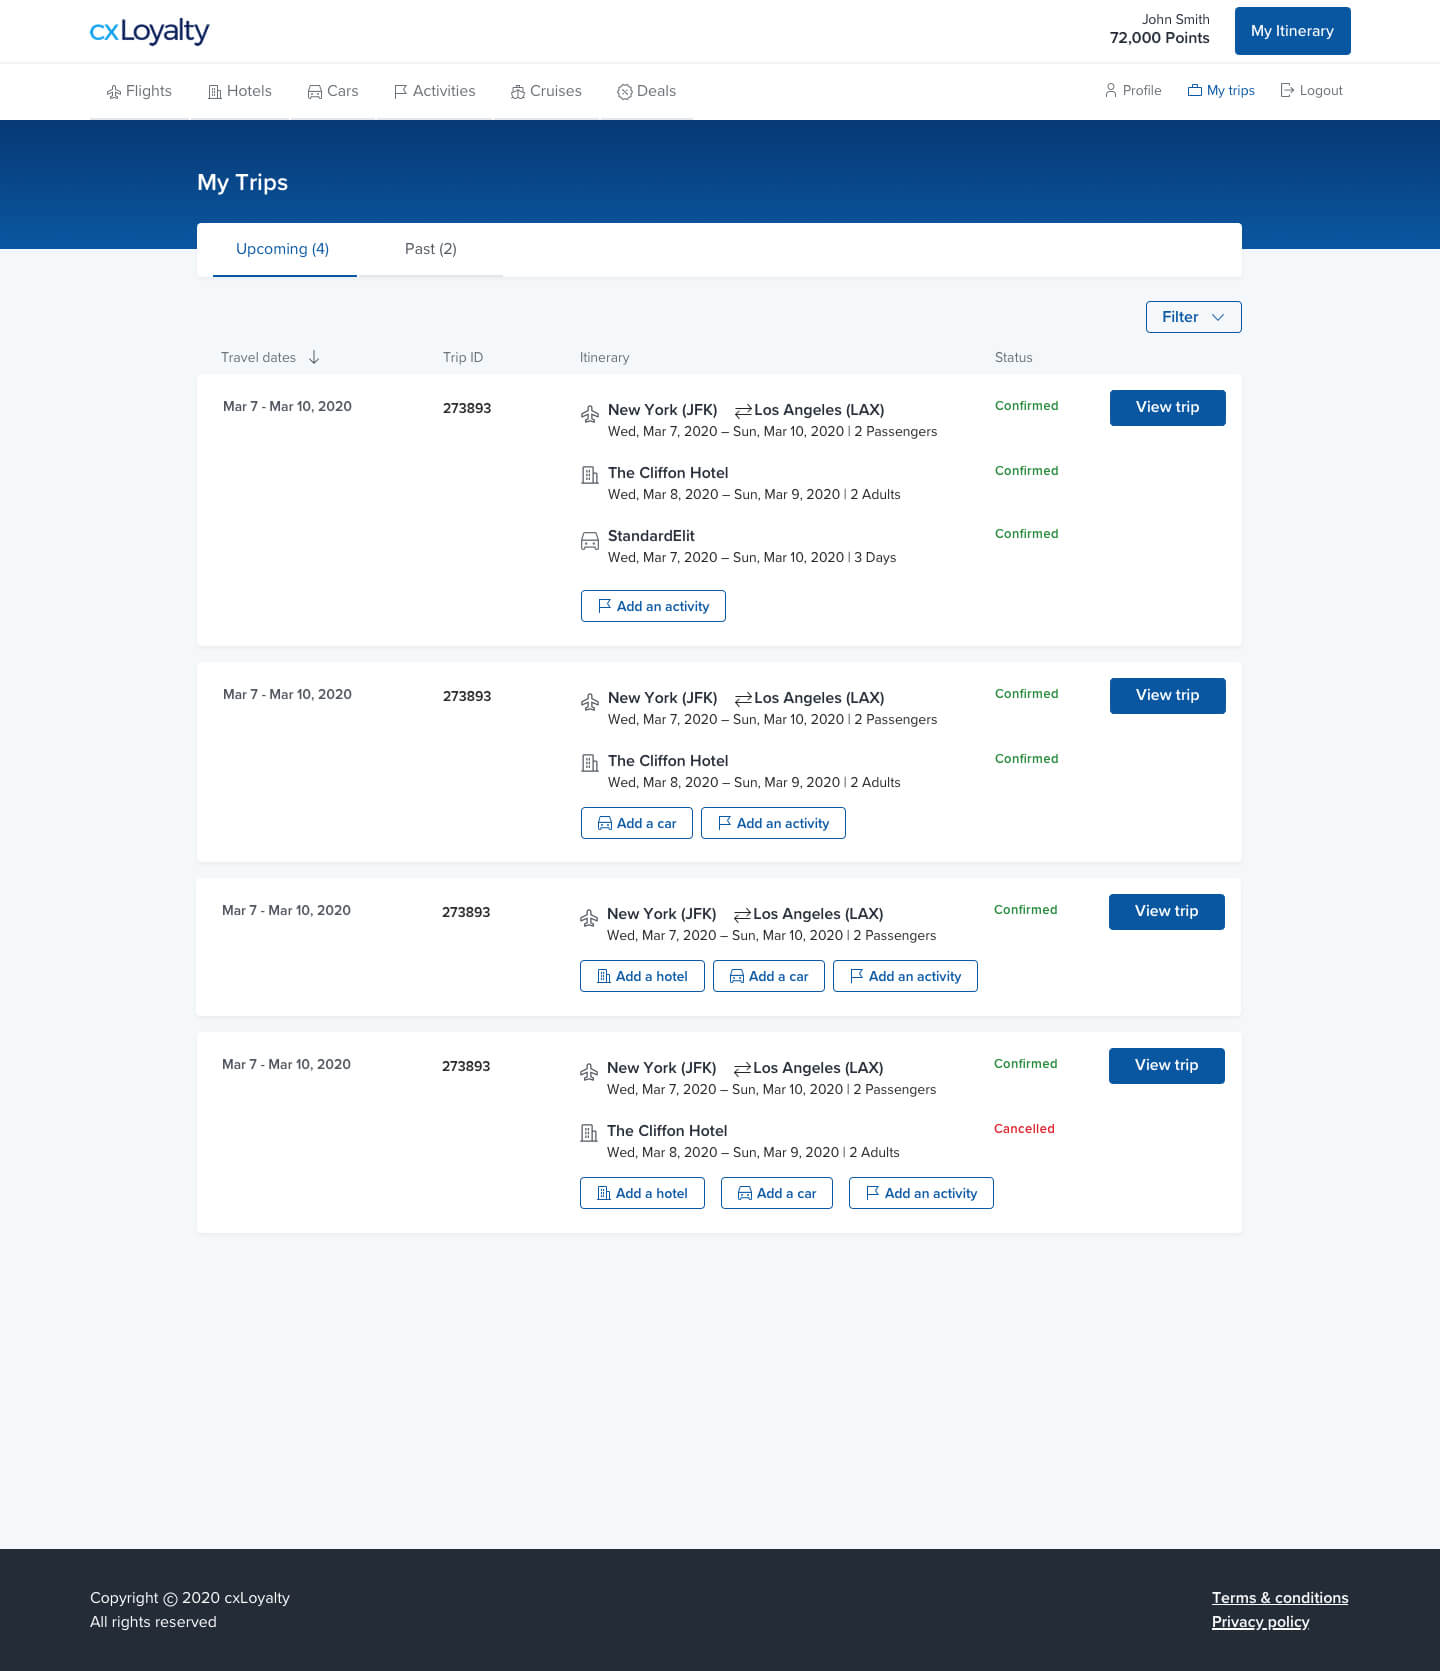 cxLoyalty
John Smith
72,000 Points
My Itinerary
Flights
Hotels
Cars
Activities
Cruises
Deals
Profile
My trips
Logout
My Trips
Upcoming (4)
Past (2)
Filter
Travel dates
Trip ID
Itinerary
Status
Mar 7 - Mar 10, 2020
273893
New York (JFK) Los Angeles (LAX)
Wed, Mar 7, 2020 – Sun, Mar 10, 2020 | 2 Passengers
Confirmed
View trip
The Cliffon Hotel
Wed, Mar 8, 2020 – Sun, Mar 9, 2020 | 2 Adults
Confirmed
StandardElit
Wed, Mar 7, 2020 – Sun, Mar 10, 2020 | 3 Days
Confirmed
Add an activity
Mar 7 - Mar 10, 2020
273893
New York (JFK) Los Angeles (LAX)
Wed, Mar 7, 2020 – Sun, Mar 10, 2020 | 2 Passengers
Confirmed
View trip
The Cliffon Hotel
Wed, Mar 8, 2020 – Sun, Mar 9, 2020 | 2 Adults
Confirmed
Add a car
Add an activity
Mar 7 - Mar 10, 2020
273893
New York (JFK) Los Angeles (LAX)
Wed, Mar 7, 2020 – Sun, Mar 10, 2020 | 2 Passengers
Confirmed
View trip
Add a hotel
Add a car
Add an activity
Mar 7 - Mar 10, 2020
273893
New York (JFK) Los Angeles (LAX)
Wed, Mar 7, 2020 – Sun, Mar 10, 2020 | 2 Passengers
Confirmed
View trip
The Cliffon Hotel
Wed, Mar 8, 2020 – Sun, Mar 9, 2020 | 2 Adults
Cancelled
Add a hotel
Add a car
Add an activity
Copyright © 2020 cxLoyalty
All rights reserved
Terms & conditions
Privacy policy